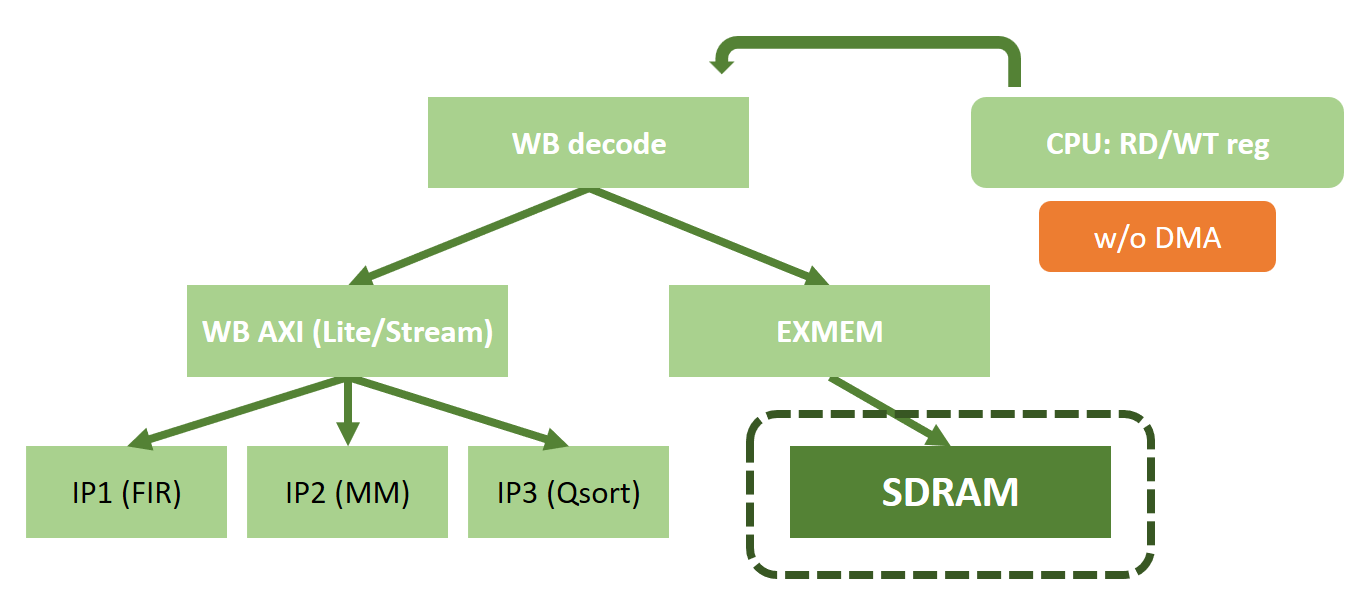 WB decode
CPU: RD/WT reg
w/o DMA
WB AXI (Lite/Stream)
EXMEM
IP1 (FIR)
IP2 (MM)
IP3 (Qsort)
SDRAM